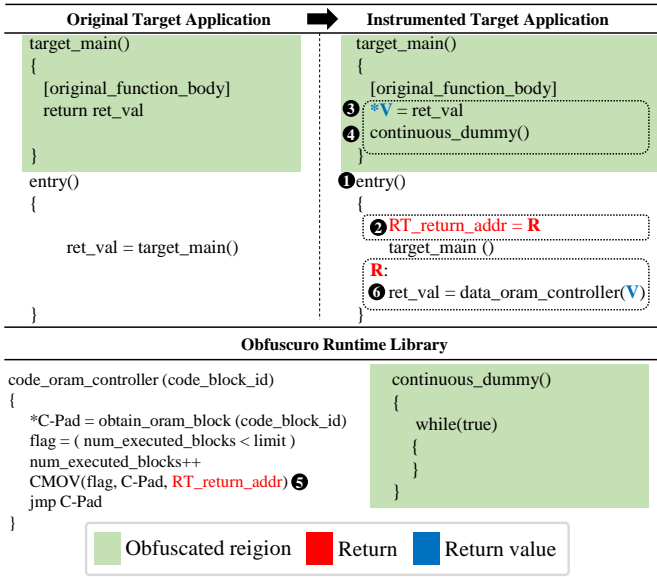 Original Target Application
Instrumented Target Application
target_main()
{
[original_function_body]
return ret_val
}
entry()
{
ret_val = target_main()
}
target_main()
{
[original_function_body]
❸ *V = ret_val
❹ continuous_dummy()
}
❶ entry()
{
❷ RT_return_addr = R
target_main ()
R:
❻ ret_val = data_oram_controller(V)
}
Obfuscuro Runtime Library
code_oram_controller (code_block_id)
{
*C-Pad = obtain_oram_block (code_block_id)
flag = ( num_executed_blocks < limit )
num_executed_blocks++
CMOV(flag, C-Pad, RT_return_addr) ❺
jmp C-Pad
}
continuous_dummy()
{
while(true)
{
}
}
Obfuscated reigion
Return
Return value